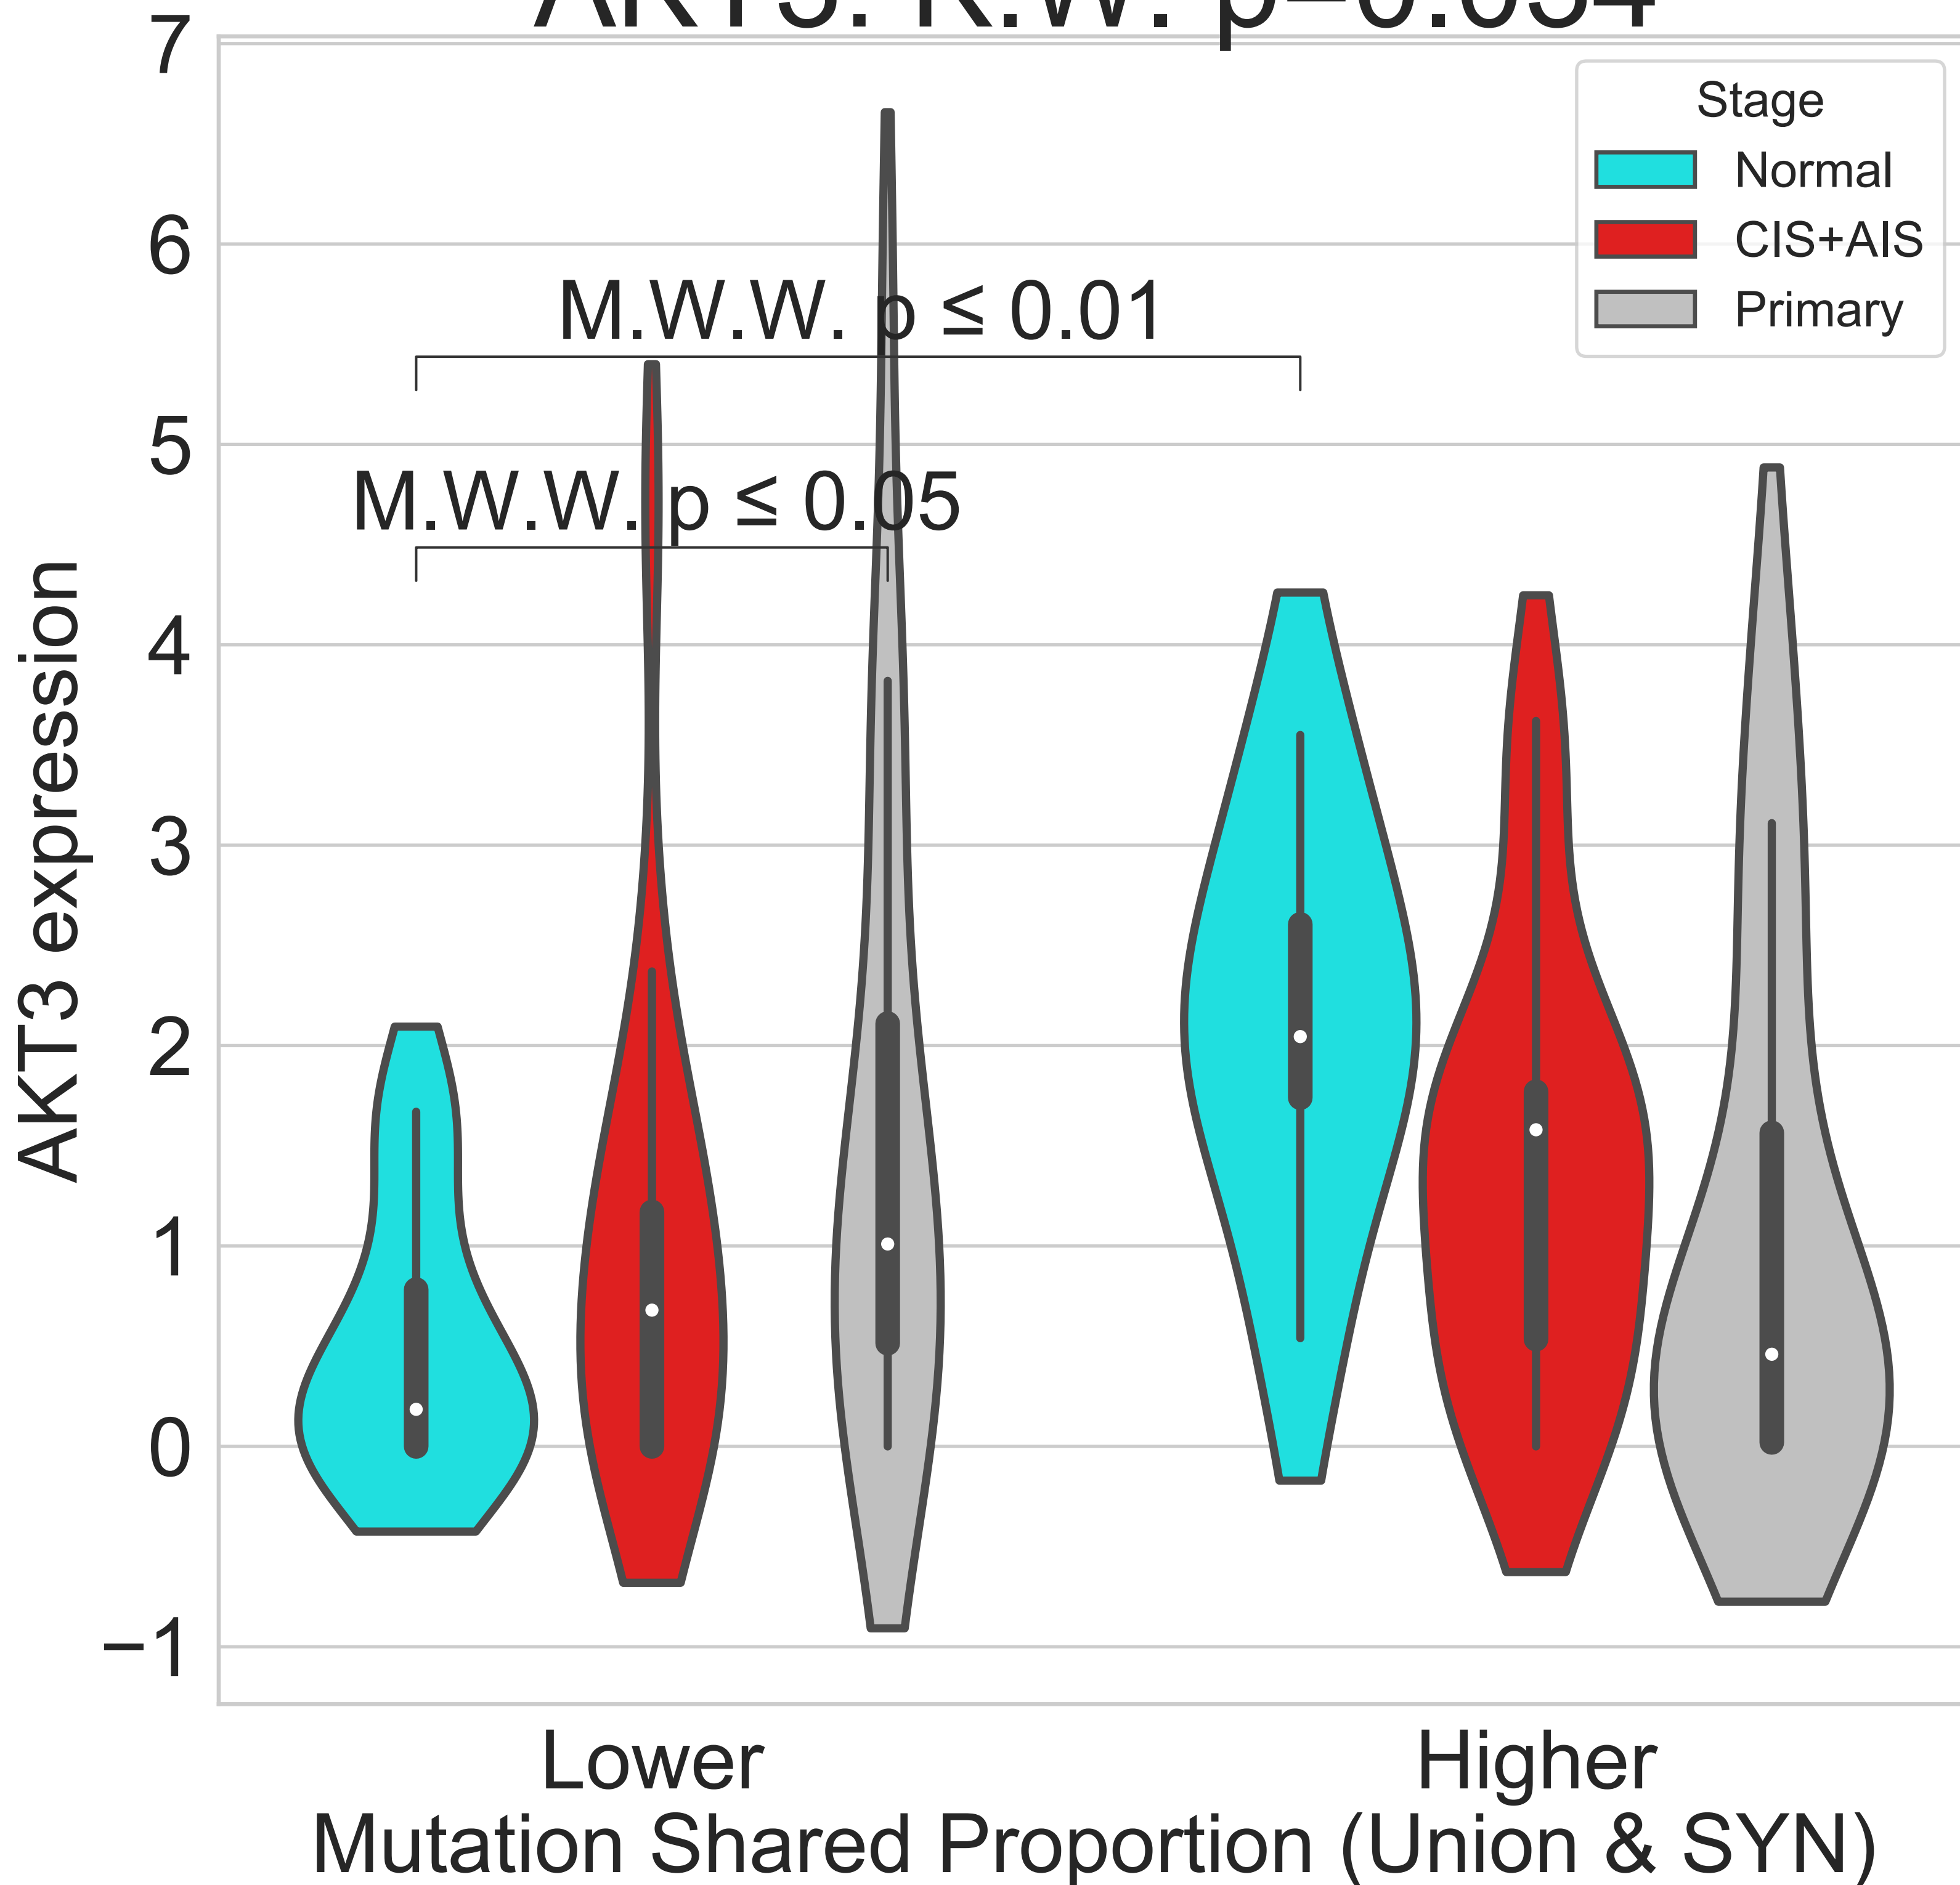 AKT3: K.W.
7
6
5
4
3
2
1
0
−1
AKT3 expression
Stage
Normal
CIS+AIS
Primary
M.W.W. p ≤ 0.01
M.W.W. p ≤ 0.05
Lower
Higher
Mutation Shared Proportion (Union & SYN)